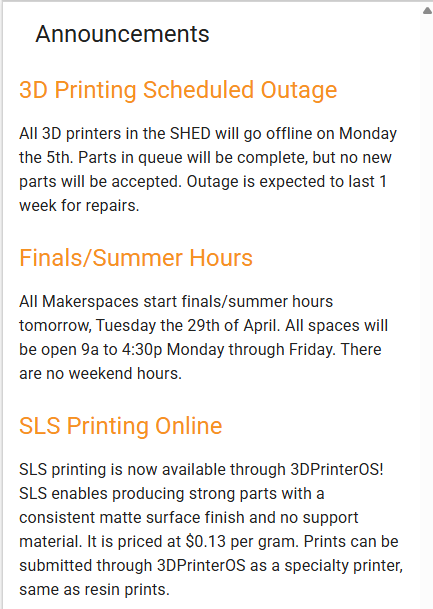 Announcements
3D Printing Scheduled Outage
All 3D printers in the SHED will go offline on Monday
the 5th. Parts in queue will be complete, but no new
parts will be accepted. Outage is expected to last 1
week for repairs.
Finals/Summer Hours
All Makerspaces start finals/summer hours
tomorrow, Tuesday the 29th of April. All spaces will
be open 9a to 4:30p Monday through Friday. There
are no weekend hours.
SLS Printing Online
SLS printing is now available through 3DPrinterOS!
SLS enables producing strong parts with a
consistent matte surface finish and no support
material. It is priced at $0.13 per gram. Prints can be
submitted through 3DPrinterOS as a specialty printer,
same as resin prints.